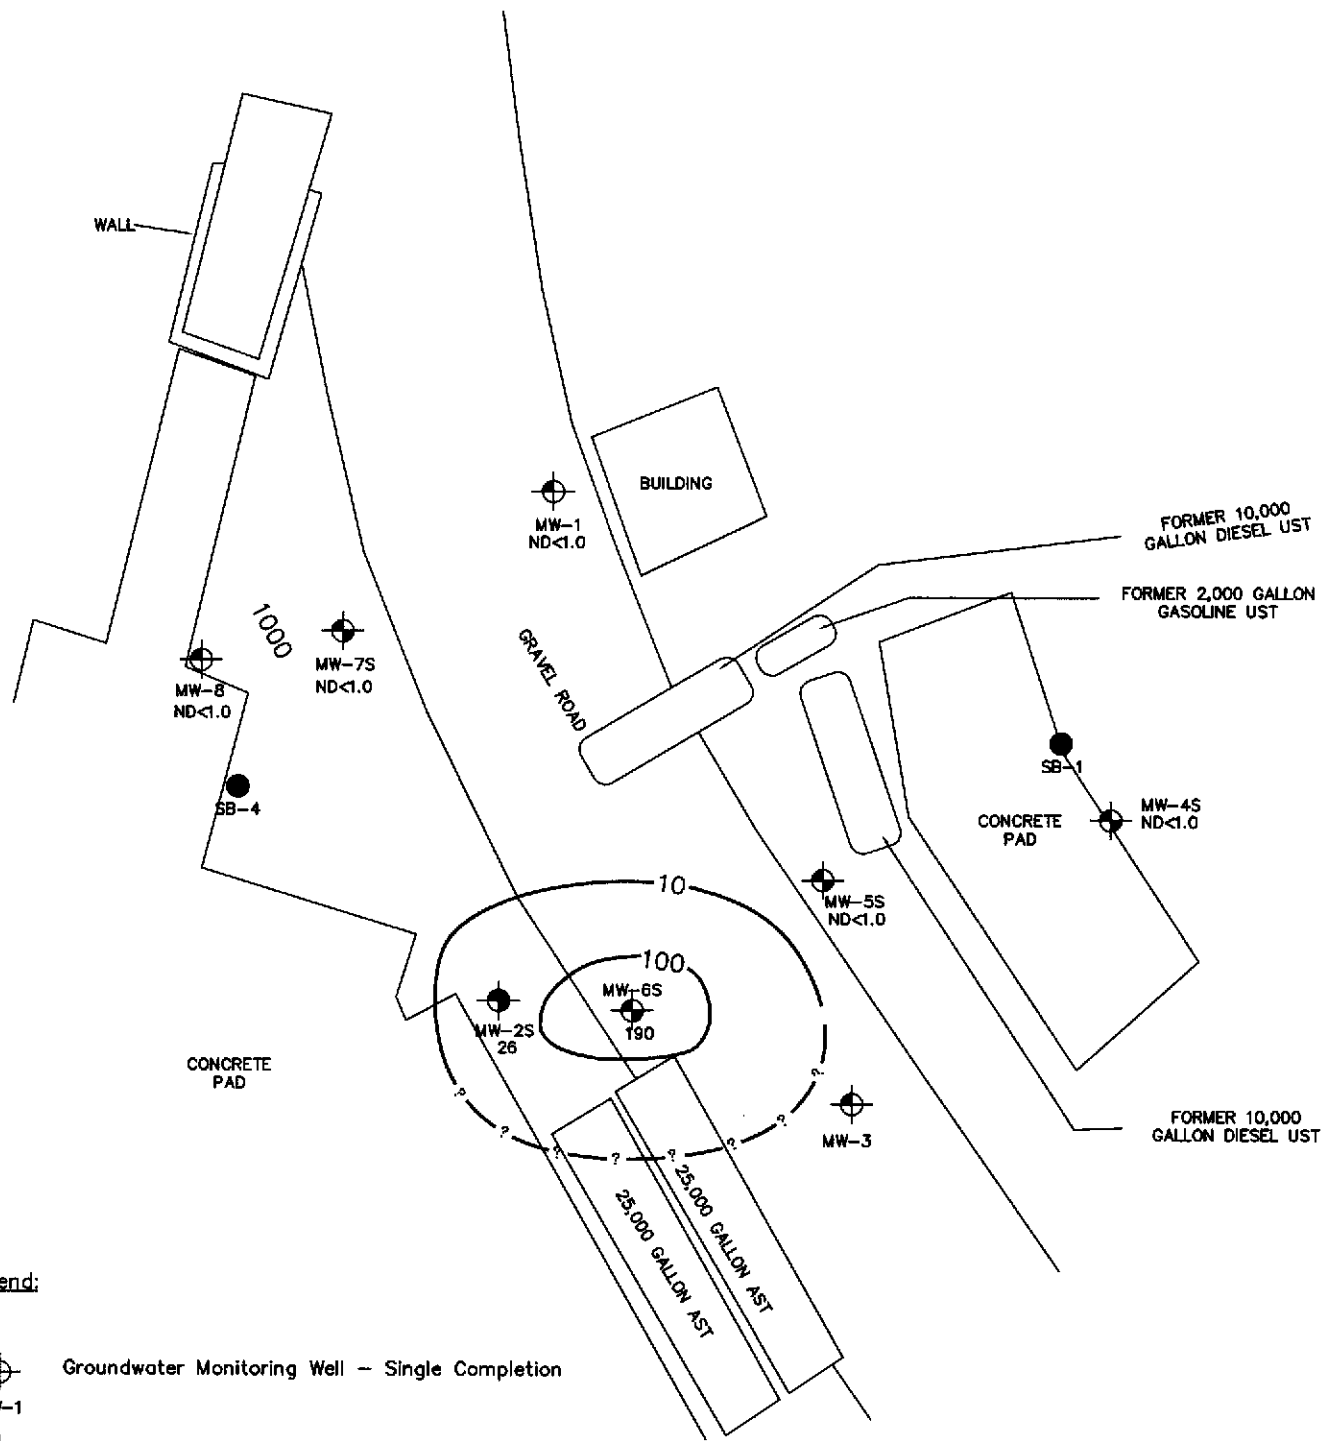 WALL
BUILDING
MW-1
ND<1.0
FORMER 10,000
GALLON DIESEL UST
FORMER 2,000 GALLON
GASOLINE UST
1000
MW-7S
ND<1.0
MW-8
ND<1.0
GRAVEL ROAD
SB-4
SB-1
CONCRETE
PAD
MW-4S
ND<1.0
10
MW-5S
ND<1.0
100
MW-6S
190
MW-2S
26
CONCRETE
PAD
?
?
?
?
?
?
?
?
MW-3
FORMER 10,000
GALLON DIESEL UST
25,000 GALLON AST
25,000 GALLON AST
end:
Groundwater Monitoring Well - Single Completion
-1